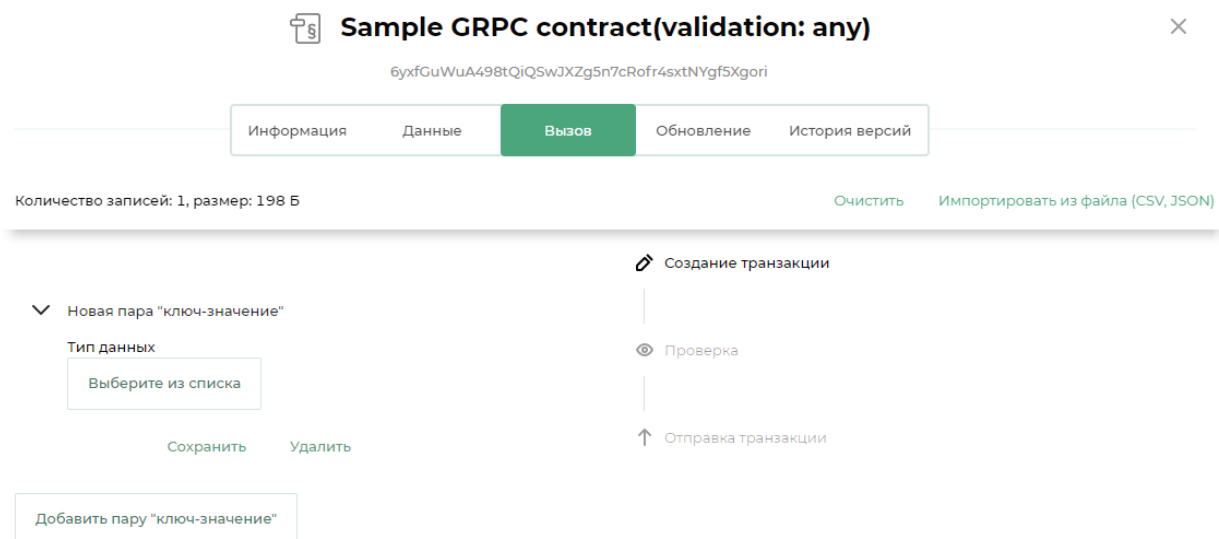 Sample GRPC contract(validation: any)
6yxfGuWuA498tQiQSwJXZg5n7cRofr4sxtNYgf5Xgori
Информация Данные Вызов Обновление История версий
Количество записей: 1, размер: 198 Б Очистить Импортировать из файла (CSV, JSON)
Создание транзакции
Новая пара "ключ-значение"
Тип данных
Проверка
Выберите из списка
Отправка транзакции
Сохранить Удалить
Добавить пару "ключ-значение"